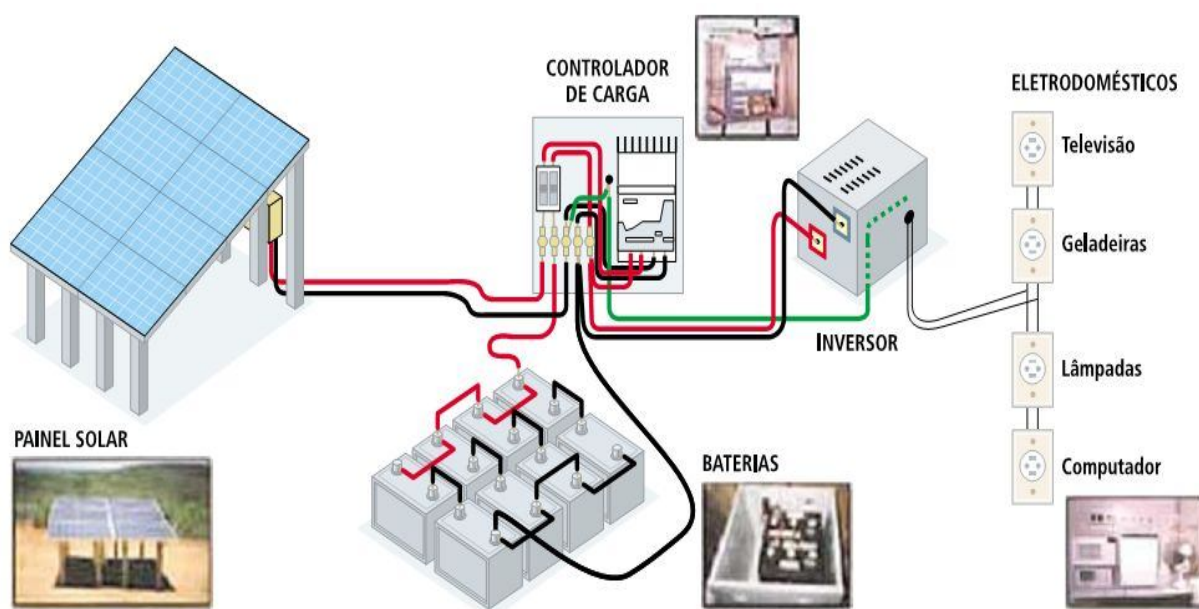 CONTROLADOR
DE CARGA
ELETRODOMÉSTICOS
Televisão
Geladeiras
INVERSOR
Lâmpadas
PAINEL SOLAR
BATERIAS
Computador